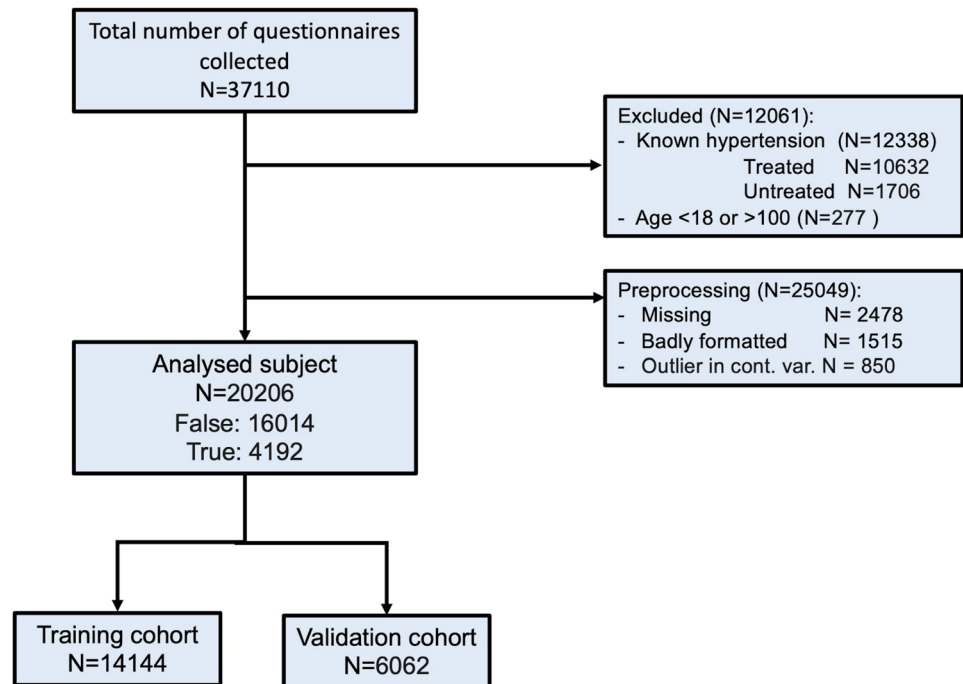 Total number of questionnaires
collected
N=37110
Excluded (N=12061):
- Known hypertension (N=12338)
Treated N=10632
Untreated N=1706
- Age <18 or >100 (N=277 )
Preprocessing (N=25049):
- Missing N= 2478
- Badly formatted N= 1515
- Outlier in cont. var. N = 850
Analysed subject
N=20206
False: 16014
True: 4192
Training cohort
N=14144
Validation cohort
N=6062